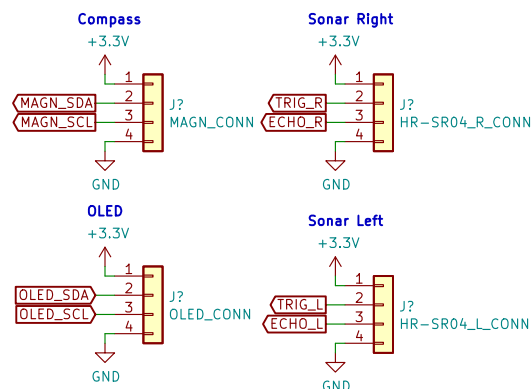 Compass
+3.3V
1
MAGN_SDA 2
MAGN_SCL 3
4
J?
MAGN_CONN
GND
Sonar Right
+3.3V
1
TRIG_R 2
ECHO_R 3
4
J?
HR-SR04_R_CONN
GND
OLED
+3.3V
1
OLED_SDA 2
OLED_SCL 3
4
J?
OLED_CONN
GND
Sonar Left
+3.3V
1
TRIG_L 2
ECHO_L 3
4
J?
HR-SR04_L_CONN
GND